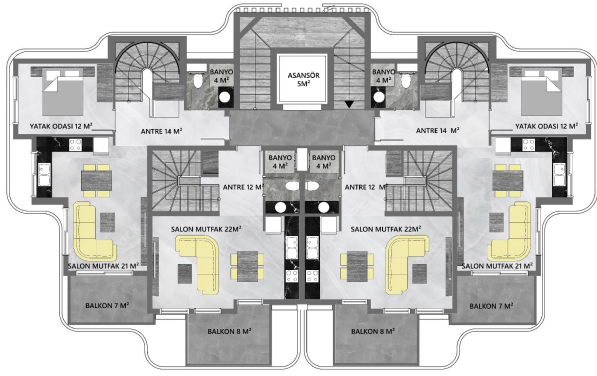 BANYO
4 M²
ASANSÖR
5M²
BANYO
4 M²
YATAK ODASI 12 M²
ANTRE 14 M²
ANTRE 14 M²
YATAK ODASI 12 M²
BANYO
4 M²
BANYO
4 M²
ANTRE 12 M²
ANTRE 12 M²
SALON MUTFAK 22M²
SALON MUTFAK 22M²
SALON MUTFAK 21 M²
SALON MUTFAK 21 M²
BALKON 7 M²
BALKON 7 M²
BALKON 8 M²
BALKON 8 M²